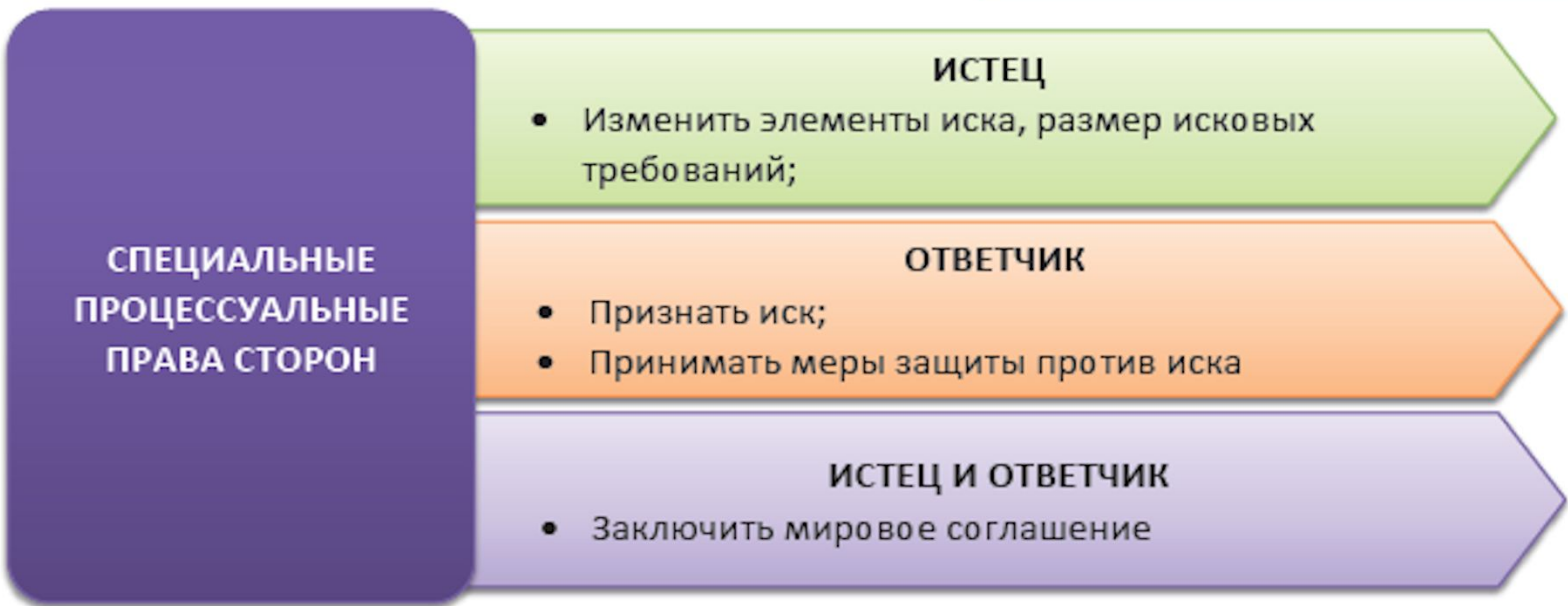 СПЕЦИАЛЬНЫЕ
ПРОЦЕССУАЛЬНЫЕ
ПРАВА СТОРОН
ИСТЕЦ
• Изменить элементы иска, размер исковых
требований;
ОТВЕТЧИК
• Признать иск;
• Принимать меры защиты против иска
ИСТЕЦ И ОТВЕТЧИК
• Заключить мировое соглашение